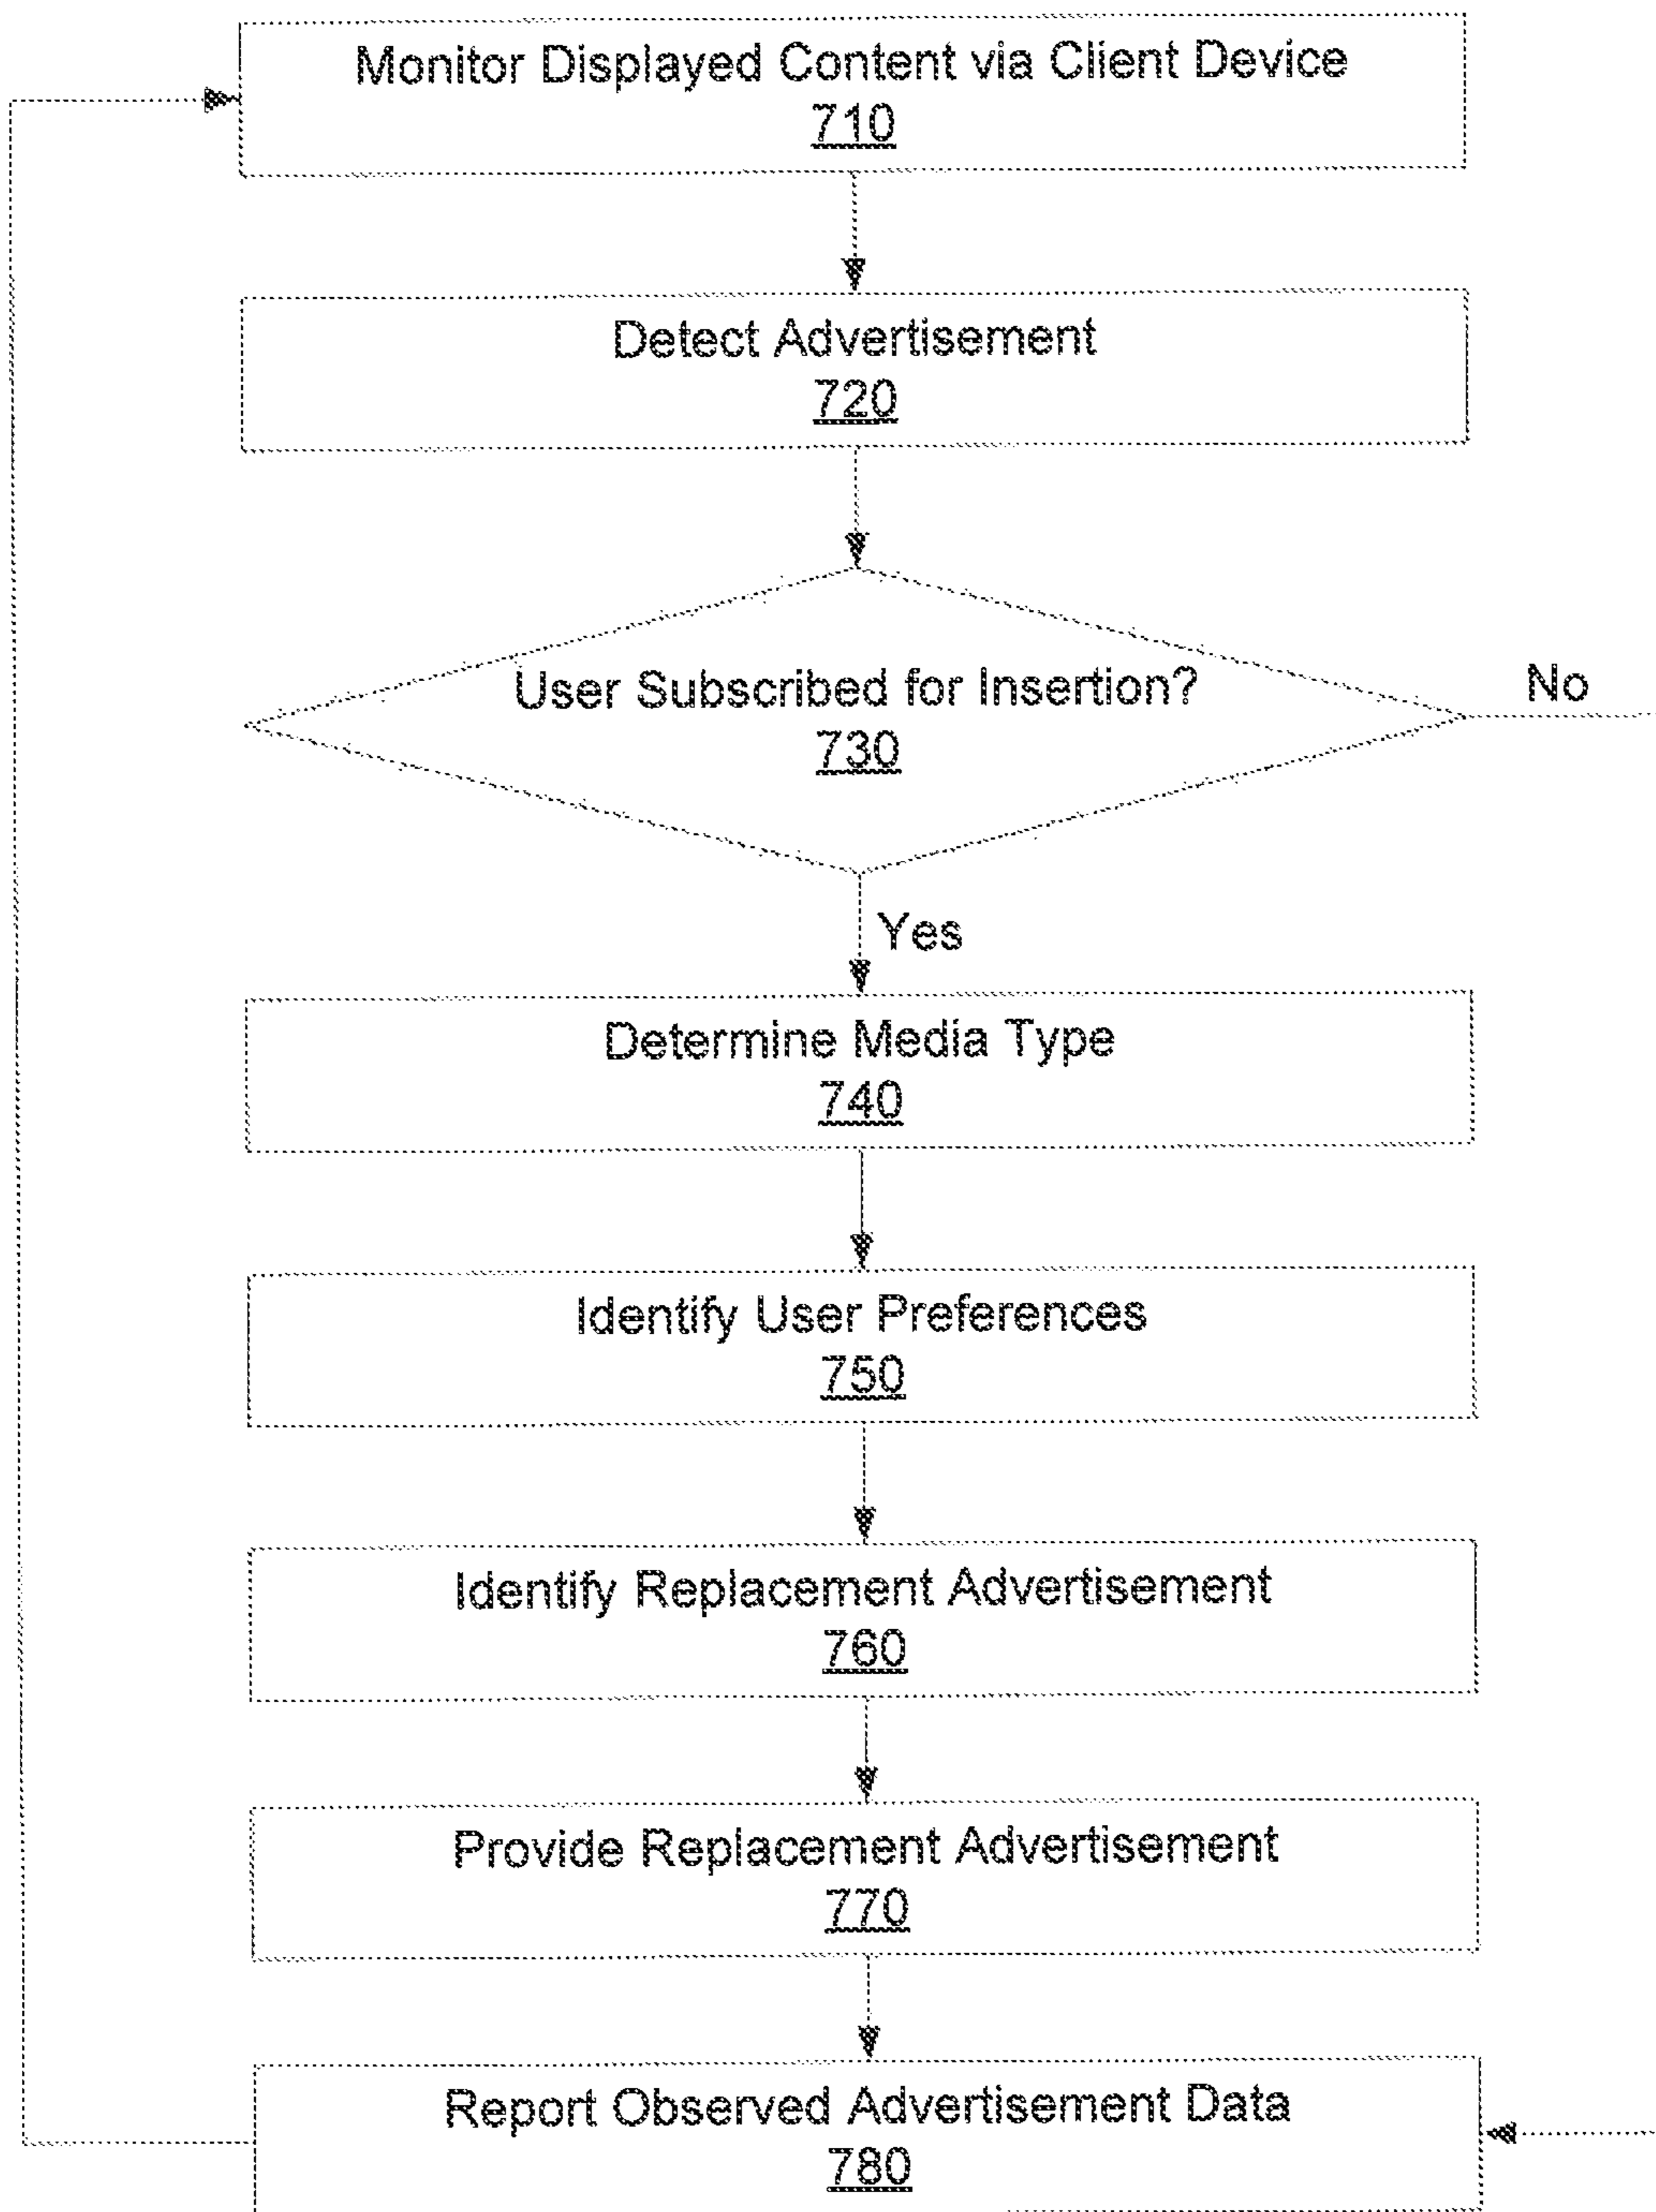 Monitor Displayed Content via Client Device
710
Detect Advertisement
720
User Subscribed for Insertion?
730
No
Yes
Determine Media Type
740
Identify User Preferences
750
Identify Replacement Advertisement
760
Provide Replacement Advertisement
770
Report Observed Advertisement Data
780